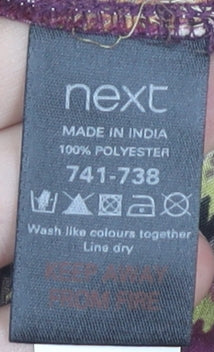 next
MADE IN INDIA
100% POLYESTER
741-738
Wash like colours together
Line dry
KEEP AWAY
FROM FIRE